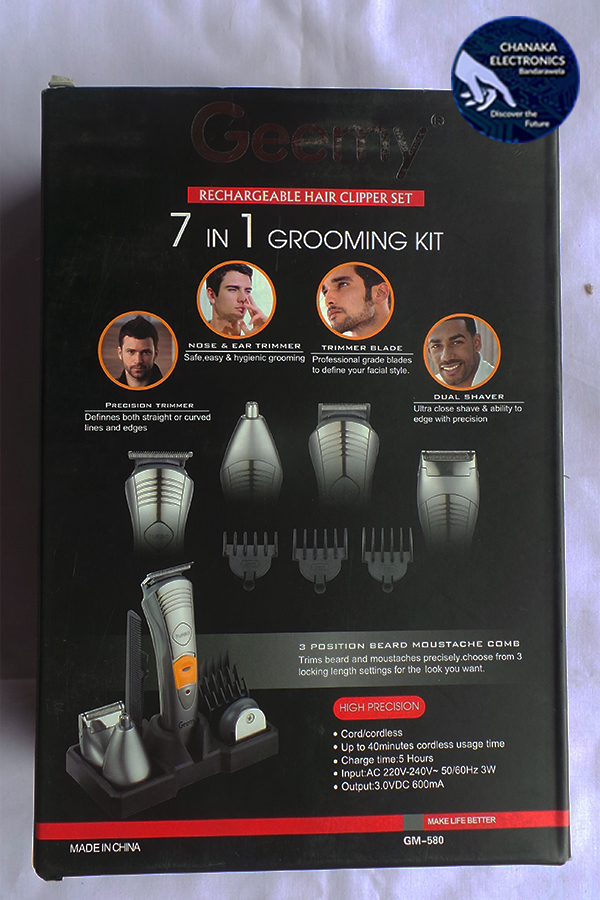 CHANAKA
ELECTRONICS
Bandarawela
Discover the
Future
Geemy®
RECHARGEABLE HAIR CLIPPER SET
7 IN 1 GROOMING KIT
NOSE & EAR TRIMMER
Safe,easy & hygienic grooming
TRIMMER BLADE
Professional grade blades
to define your facial style.
PRECISION TRIMMER
Definnes both straight or curved
lines and edges
DUAL SHAVER
Ultra close shave & ability to
edge with precision
3 POSITION BEARD MOUSTACHE COMB
Trims beard and moustaches precisely.choose from 3
locking length settings for the look you want.
HIGH PRECISION
• Cord/cordless
• Up to 40minutes cordless usage time
• Charge time:5 Hours
• Input:AC 220V-240V~ 50/60Hz 3W
• Output:3.0VDC 600mA
Geemy
MAKE LIFE BETTER
MADE IN CHINA
GM-580